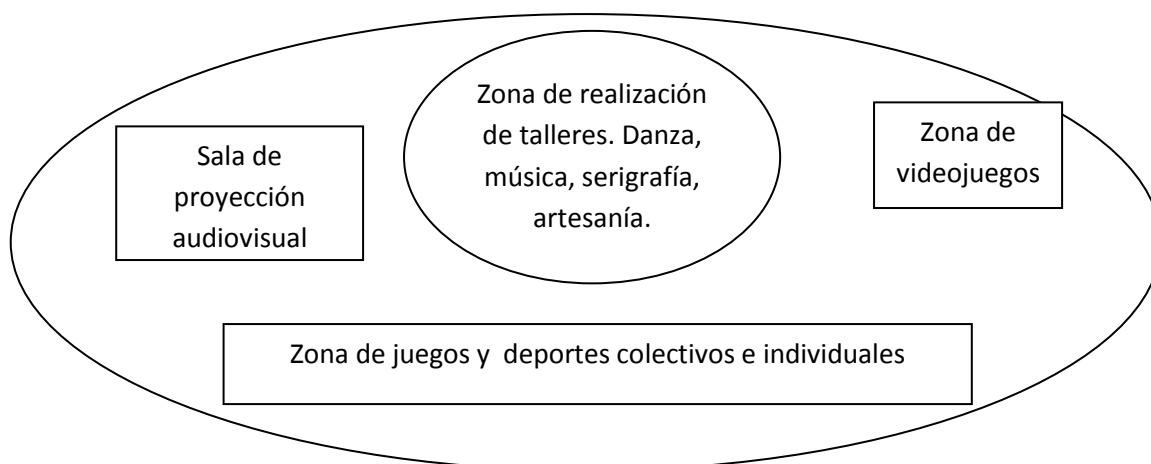 Sala de
proyección
audiovisual
Zona de realización
de talleres. Danza,
música, serigrafía,
artesanía.
Zona de
videojuegos
Zona de juegos y  deportes colectivos e individuales